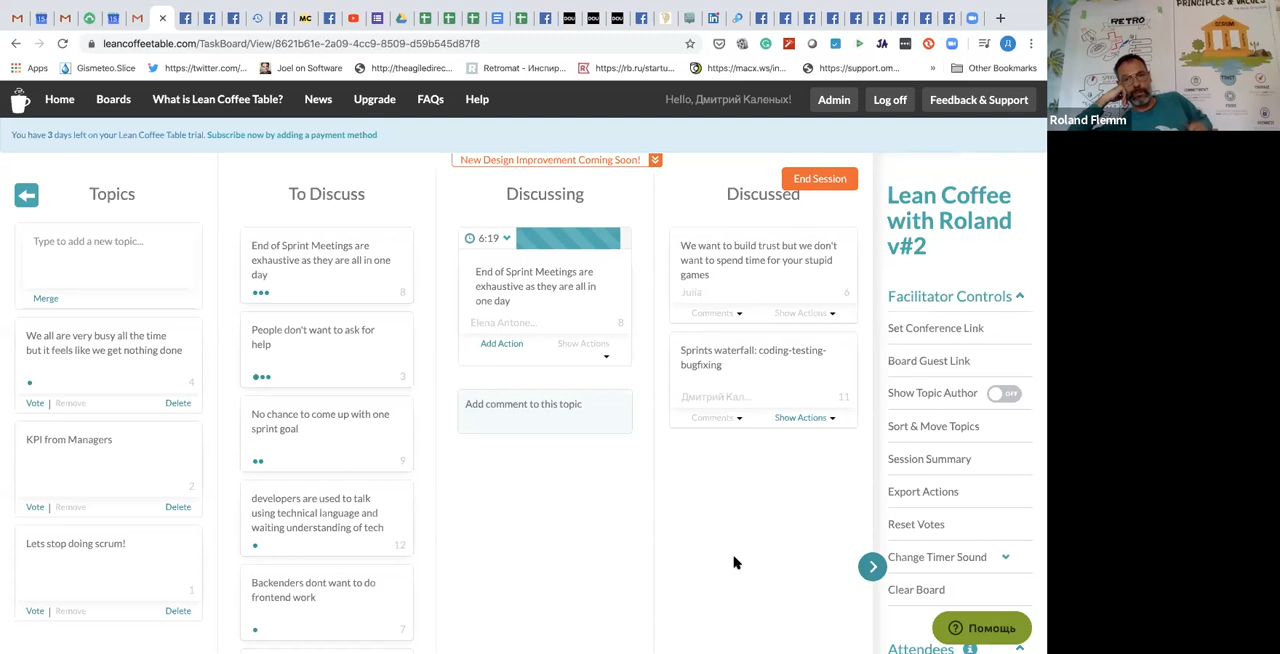 leancoffeetable.com/TaskBoard/View/8621b61e-2a09-4cc9-8509-d59b545d87f8
Apps
Gismeteo.Slice
https://twitter.com/...
Joel on Software
http://theagiledirec...
Retromat - Инспир...
https://rb.ru/startu...
https://macx.ws/in...
https://support.om...
»
Other Bookmarks
Home
Boards
What is Lean Coffee Table?
News
Upgrade
FAQs
Help
Hello, Дмитрий Каленых!
Admin
Log off
Feedback & Support
You have 3 days left on your Lean Coffee Table trial. Subscribe now by adding a payment method
New Design Improvement Coming Soon!
End Session
Topics
Type to add a new topic...
Merge
We all are very busy all the time
but it feels like we get nothing done
4
Vote | Remove
Delete
KPI from Managers
2
Vote | Remove
Delete
Lets stop doing scrum!
1
Vote | Remove
Delete
To Discuss
End of Sprint Meetings are
exhaustive as they are all in one
day
8
People don't want to ask for
help
3
No chance to come up with one
sprint goal
9
developers are used to talk
using technical language and
waiting understanding of tech
12
Backenders dont want to do
frontend work
7
Discussing
6:19
End of Sprint Meetings are
exhaustive as they are all in
one day
Elena Antone...
8
Add Action
Show Actions
Add comment to this topic
Discussed
We want to build trust but we don't
want to spend time for your stupid
games
Julia
6
Comments
Show Actions
Sprints waterfall: coding-testing-
bugfixing
Дмитрий Кал...
11
Comments
Show Actions
Lean Coffee
with Roland
v#2
Facilitator Controls
Set Conference Link
Board Guest Link
Show Topic Author
OFF
Sort & Move Topics
Session Summary
Export Actions
Reset Votes
Change Timer Sound
Clear Board
Помощь
Attendees
RETRO
PRINCIPLES & VALUES
SCRUM
TRUST
Roland Flemm